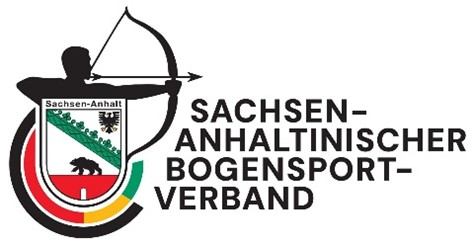 Sachsen-Anhalt
SACHSEN-
ANHALTINISCHER
BOGENSPORT-
VERBAND